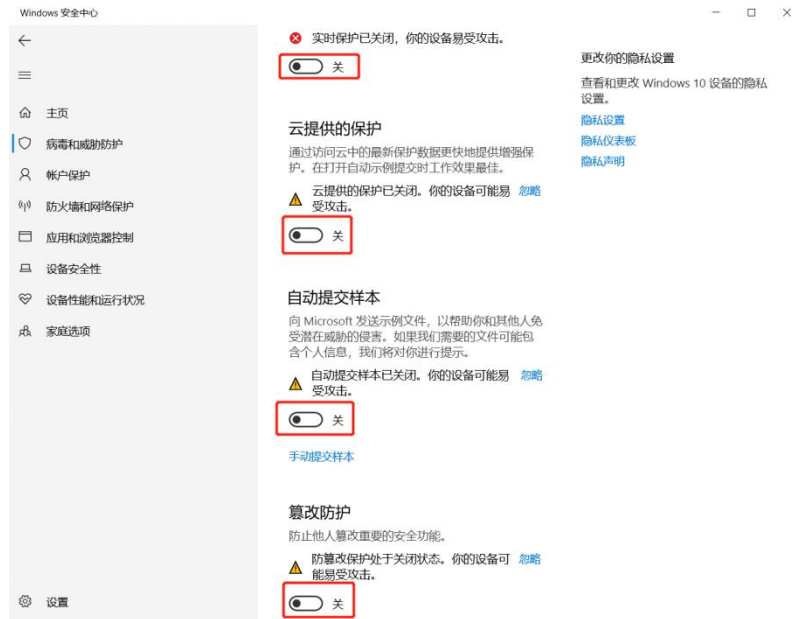 Windows 安全中心
实时保护已关闭，你的设备易受攻击。
关
更改你的隐私设置
查看和更改 Windows 10 设备的隐私
设置。
隐私设置
隐私仪表板
隐私声明
主页
病毒和威胁防护
帐户保护
防火墙和网络保护
应用和浏览器控制
设备安全性
设备性能和运行状况
家庭选项
云提供的保护
通过访问云中的最新保护数据更快地提供增强保
护。在打开自动示例提交时工作效果最佳。
云提供的保护已关闭。你的设备可能易 忽略
受攻击。
关
自动提交样本
向 Microsoft 发送示例文件，以帮助你和其他人免
受潜在威胁的侵害。如果我们需要的文件可能包
含个人信息，我们将对你进行提示。
自动提交样本已关闭。你的设备可能易 忽略
受攻击。
关
手动提交样本
篡改防护
防止他人篡改重要的安全功能。
防篡改保护处于关闭状态。你的设备可 忽略
能易受攻击。
关
设置